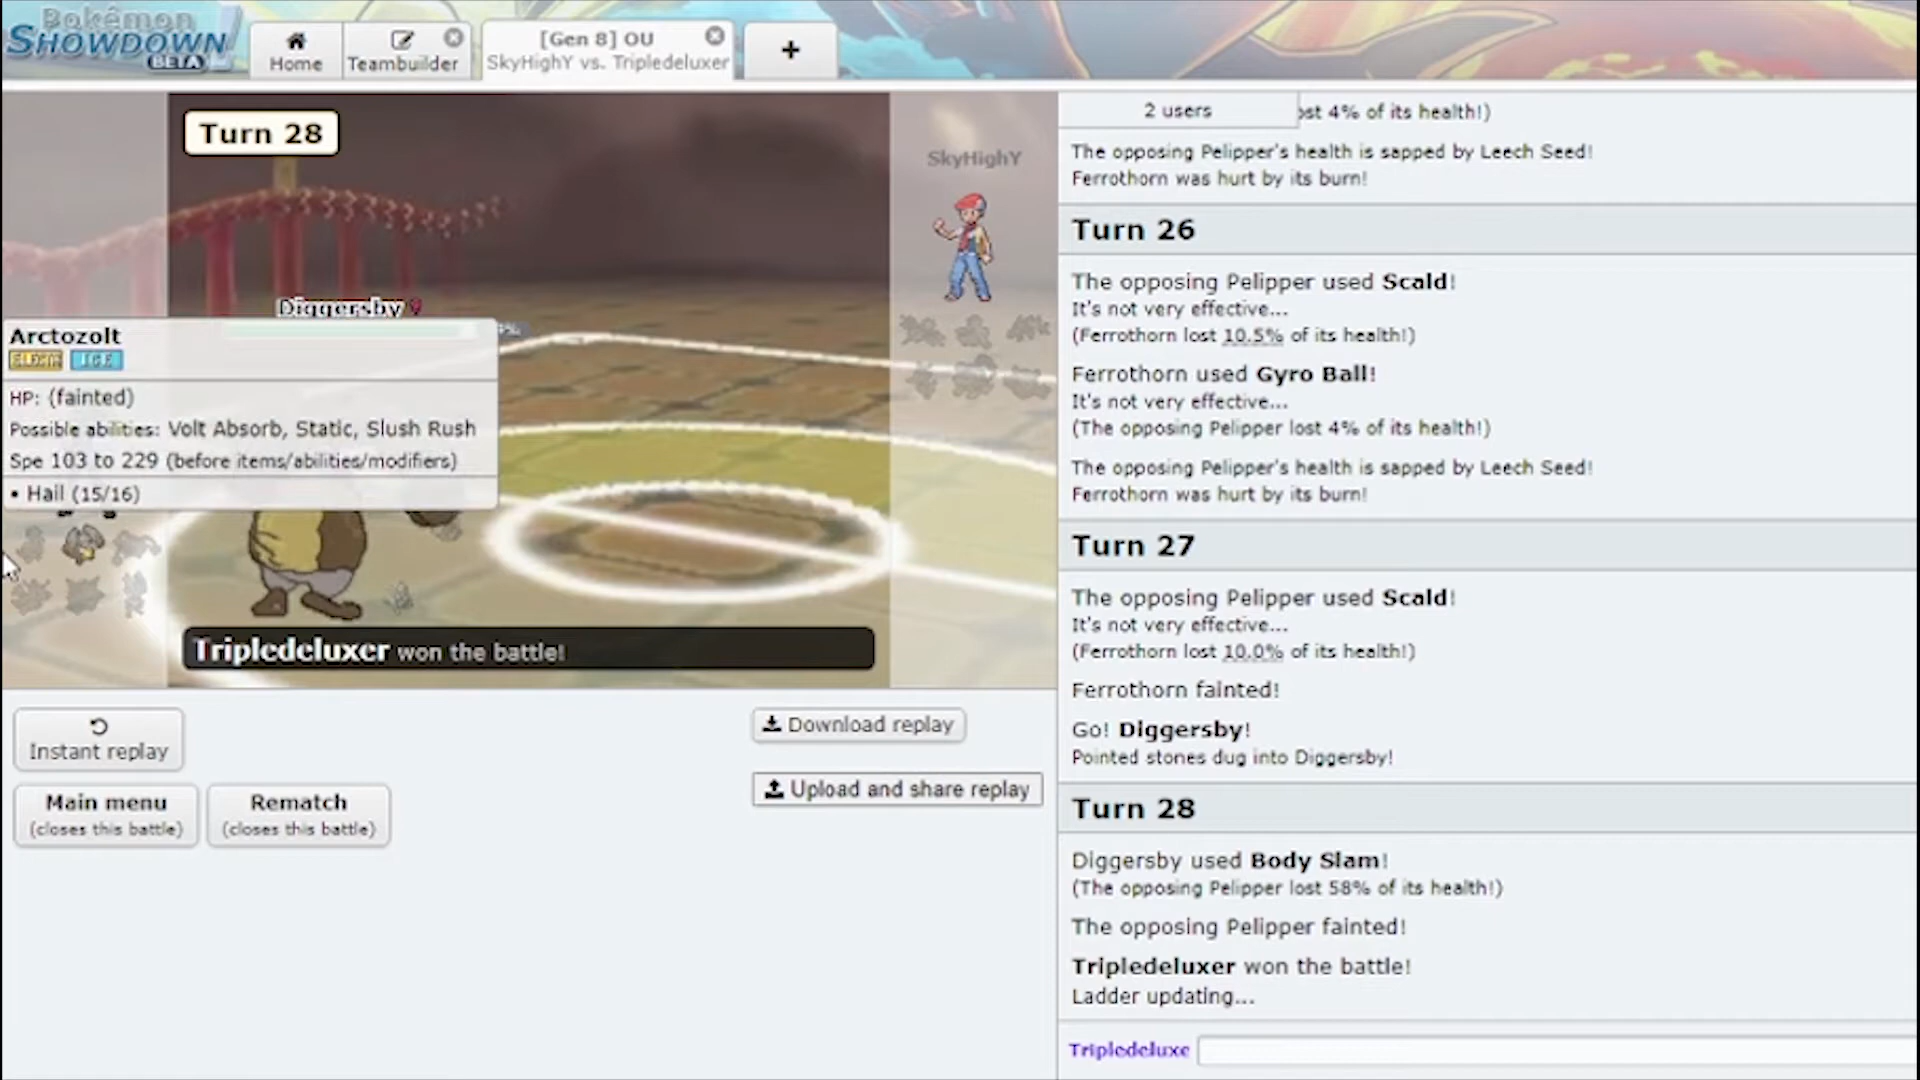 Pokémon
SHOWDOWN
BETA
Home
Teambuilder
[Gen 8] OU
SkyHighY vs. Tripledeluxer
+
Turn 28
SkyHighY
Diggersby
Arctozolt
ELECTR ICE
HP: (fainted)
Possible abilities: Volt Absorb, Static, Slush Rush
Spe 103 to 229 (before items/abilities/modifiers)
• Hail (15/16)
Tripledeluxer won the battle!
Instant replay
Download replay
Upload and share replay
Main menu
(closes this battle)
Rematch
(closes this battle)
2 users
ost 4% of its health!)
The opposing Pelipper's health is sapped by Leech Seed!
Ferrothorn was hurt by its burn!
Turn 26
The opposing Pelipper used Scald!
It's not very effective...
(Ferrothorn lost 10.5% of its health!)
Ferrothorn used Gyro Ball!
It's not very effective...
(The opposing Pelipper lost 4% of its health!)
The opposing Pelipper's health is sapped by Leech Seed!
Ferrothorn was hurt by its burn!
Turn 27
The opposing Pelipper used Scald!
It's not very effective...
(Ferrothorn lost 10.0% of its health!)
Ferrothorn fainted!
Go! Diggersby!
Pointed stones dug into Diggersby!
Turn 28
Diggersby used Body Slam!
(The opposing Pelipper lost 58% of its health!)
The opposing Pelipper fainted!
Tripledeluxer won the battle!
Ladder updating...
Tripledeluxe